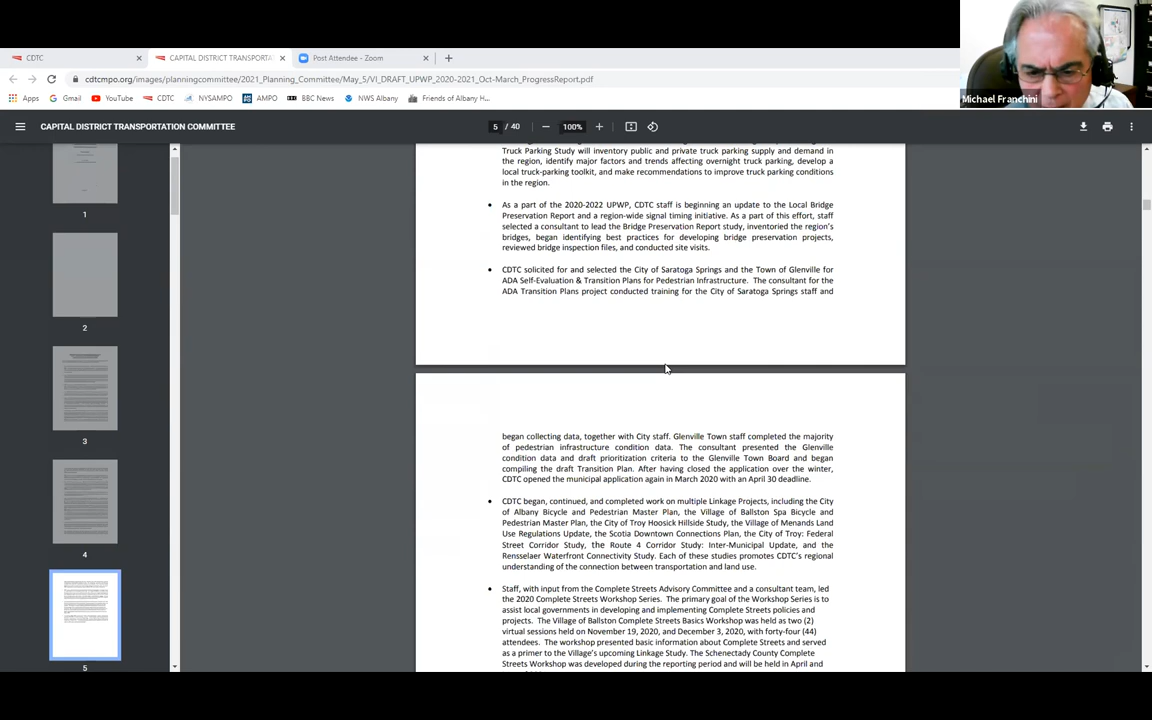 CDTC
CAPITAL DISTRICT TRANSPORTA
Post Attendee - Zoom
cdtcmpo.org/images/planningcommittee/2021_Planning_Committee/May_5/VI_DRAFT_UPWP_2020-2021_Oct-March_ProgressReport.pdf
Apps
Gmail
YouTube
CDTC
NYSAMPO
AMPO
BBC News
NWS Albany
Friends of Albany H...
Michael Franchini
CAPITAL DISTRICT TRANSPORTATION COMMITTEE
5 / 40
100%
1
2
3
4
5
Truck Parking Study will inventory public and private truck parking supply and demand in
the region, identify major factors and trends affecting overnight truck parking, develop a
local truck-parking toolkit, and make recommendations to improve truck parking conditions
in the region.
• As a part of the 2020-2022 UPWP, CDTC staff is beginning an update to the Local Bridge
Preservation Report and a region-wide signal timing initiative. As a part of this effort, staff
selected a consultant to lead the Bridge Preservation Report study, inventoried the region's
bridges, began identifying best practices for developing bridge preservation projects,
reviewed bridge inspection files, and conducted site visits.
• CDTC solicited for and selected the City of Saratoga Springs and the Town of Glenville for
ADA Self-Evaluation & Transition Plans for Pedestrian Infrastructure. The consultant for the
ADA Transition Plans project conducted training for the City of Saratoga Springs staff and
began collecting data, together with City staff. Glenville Town staff completed the majority
of pedestrian infrastructure condition data. The consultant presented the Glenville
condition data and draft prioritization criteria to the Glenville Town Board and began
compiling the draft Transition Plan. After having closed the application over the winter,
CDTC opened the municipal application again in March 2020 with an April 30 deadline.
• CDTC began, continued, and completed work on multiple Linkage Projects, including the City
of Albany Bicycle and Pedestrian Master Plan, the Village of Ballston Spa Bicycle and
Pedestrian Master Plan, the City of Troy Hoosick Hillside Study, the Village of Menands Land
Use Regulations Update, the Scotia Downtown Connections Plan, the City of Troy: Federal
Street Corridor Study, the Route 4 Corridor Study: Inter-Municipal Update, and the
Rensselaer Waterfront Connectivity Study. Each of these studies promotes CDTC's regional
understanding of the connection between transportation and land use.
• Staff, with input from the Complete Streets Advisory Committee and a consultant team, led
the 2020 Complete Streets Workshop Series. The primary goal of the Workshop Series is to
assist local governments in developing and implementing Complete Streets policies and
projects. The Village of Ballston Complete Streets Basics Workshop was held as two (2)
virtual sessions held on November 19, 2020, and December 3, 2020, with forty-four (44)
attendees. The workshop presented basic information about Complete Streets and served
as a primer to the Village's upcoming Linkage Study. The Schenectady County Complete
Streets Workshop was developed during the reporting period and will be held in April and